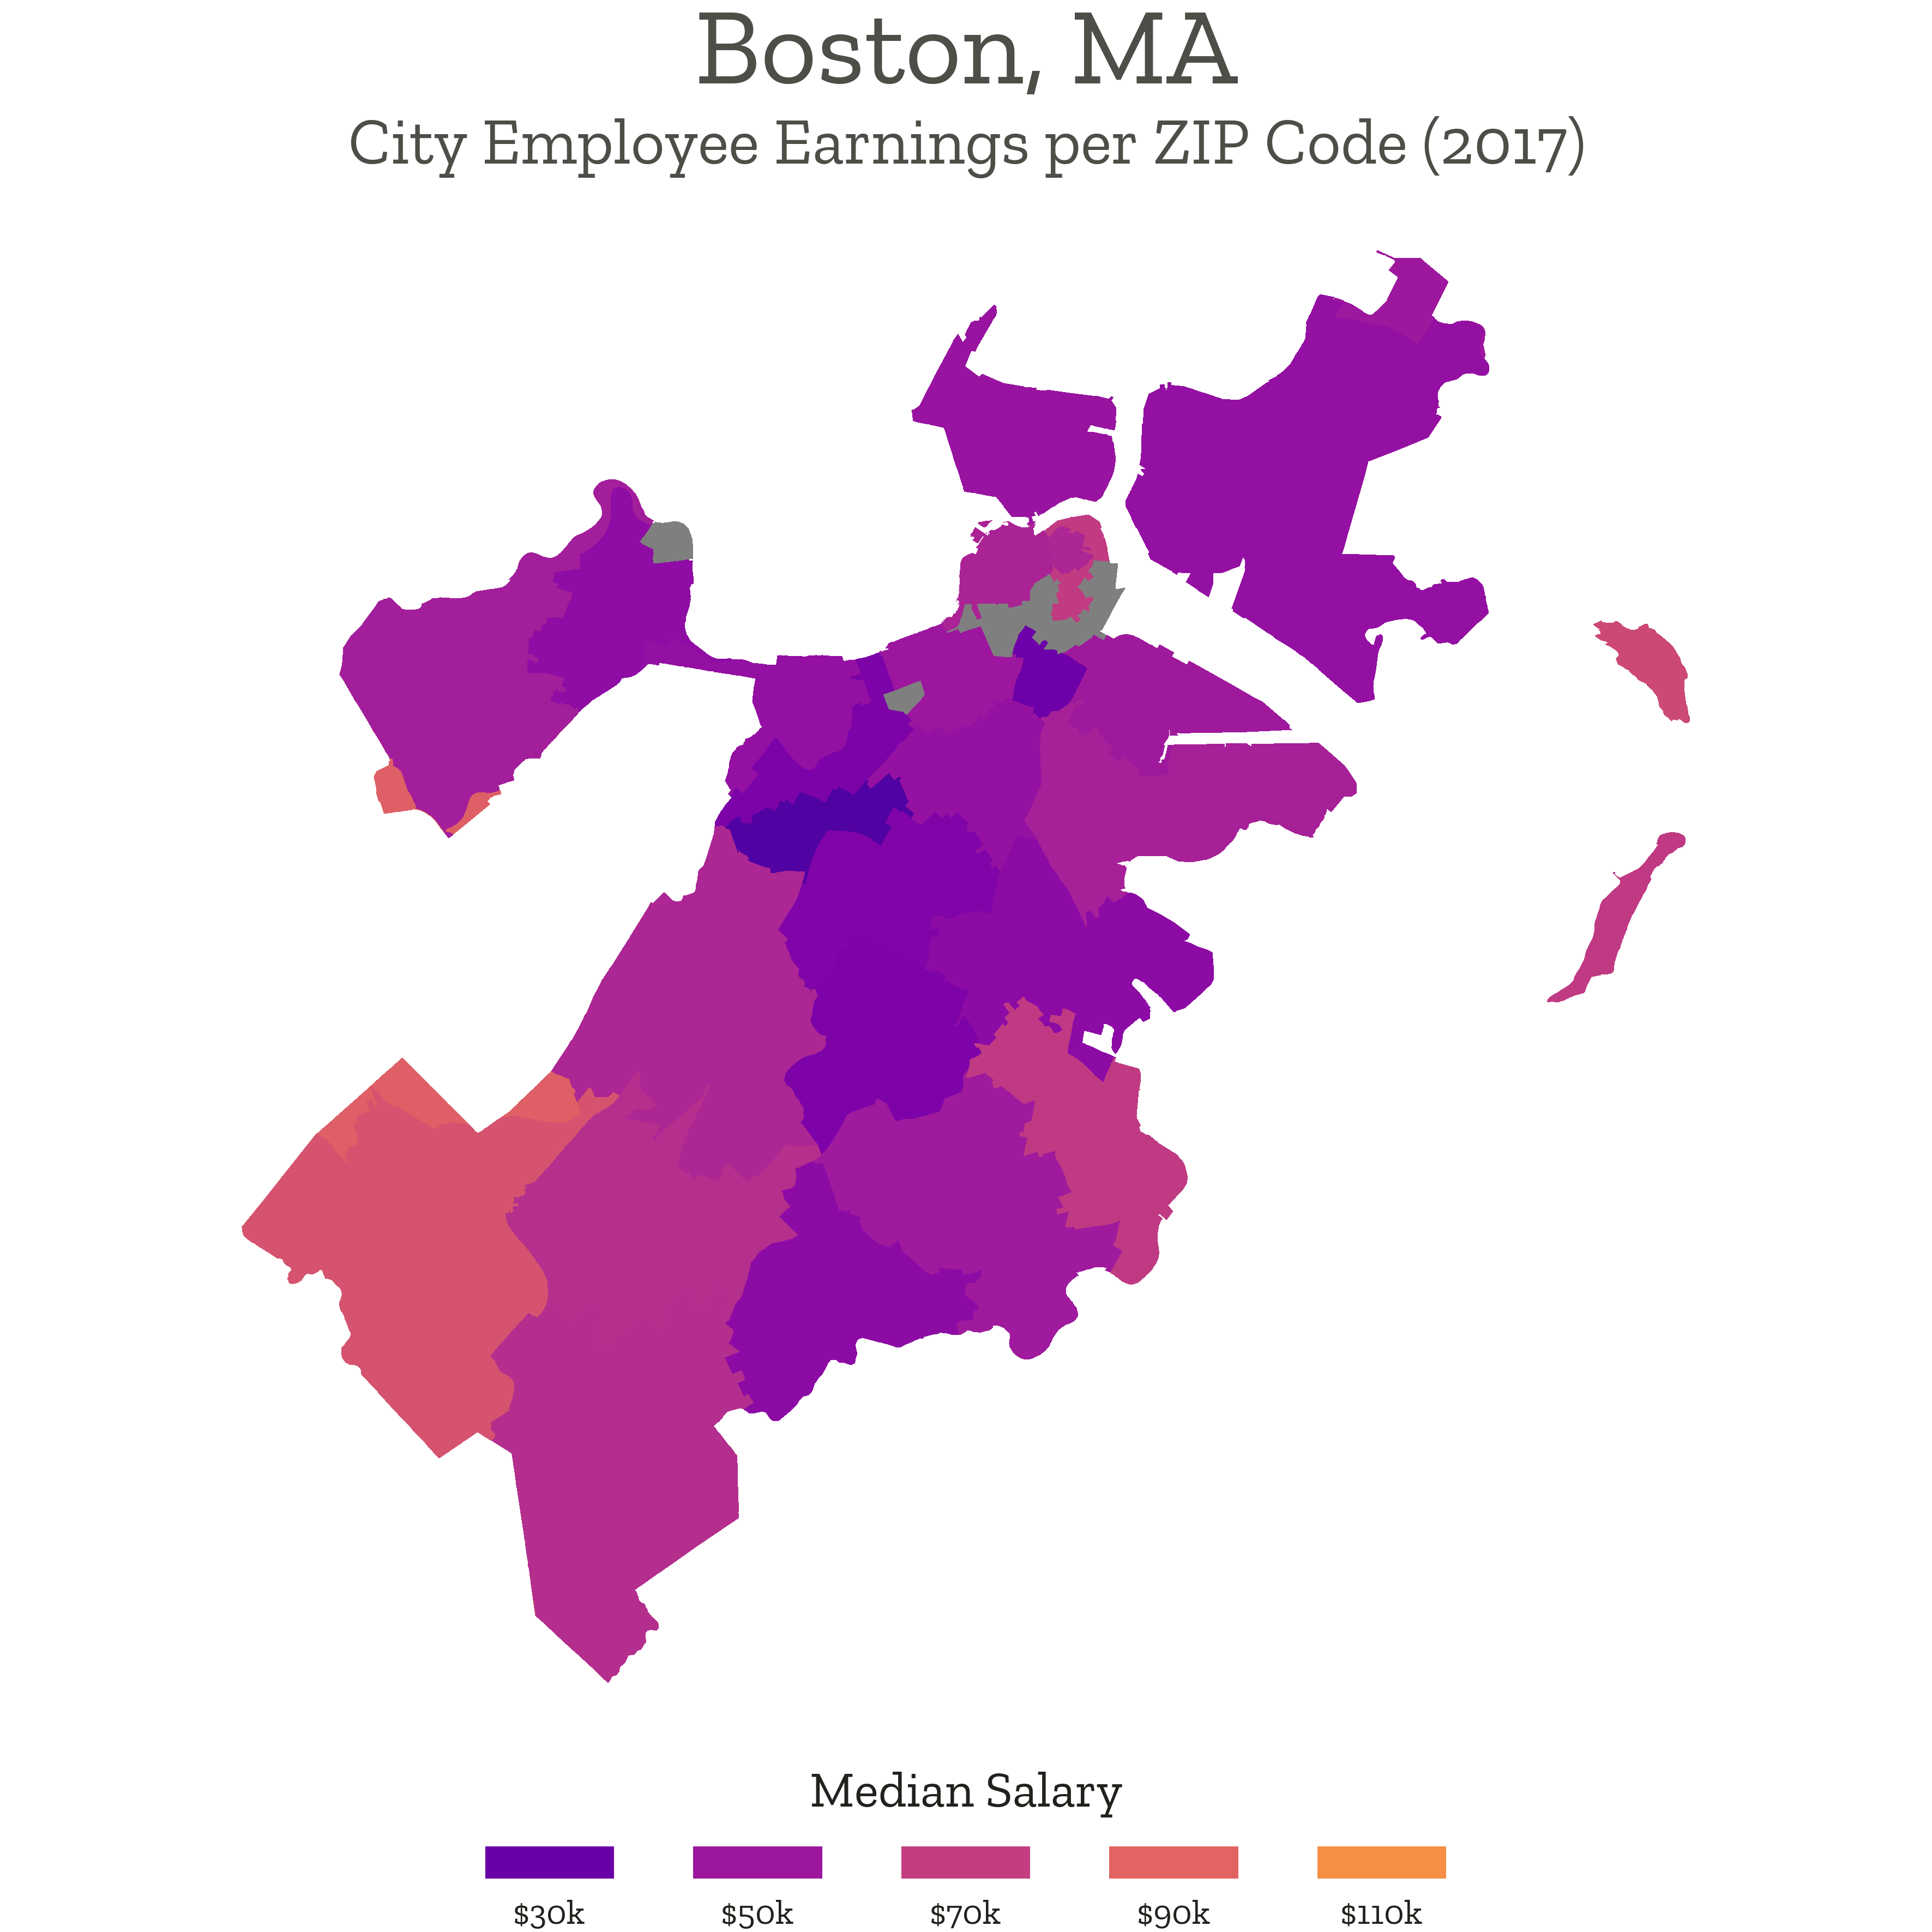 Boston, MA
City Employee Earnings per ZIP Code (2017)
Median Salary
$30k $50k $70k $90k $110k